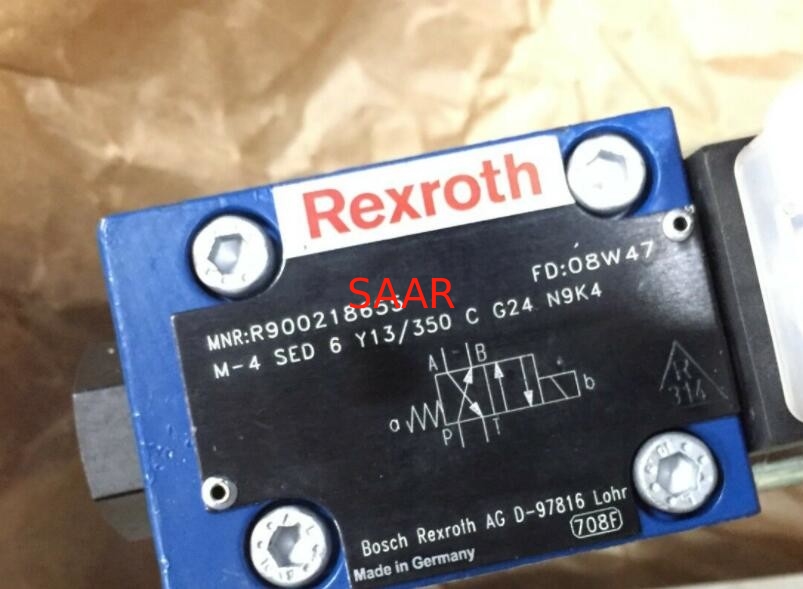 Rexroth
FD:08W47
SAAR
MNR:R900218655
M-4 SED 6 Y13/350 C G24 N9K4
A B
a b
P T
R
314
Bosch Rexroth AG D-97816 Lohr
708F
Made in Germany